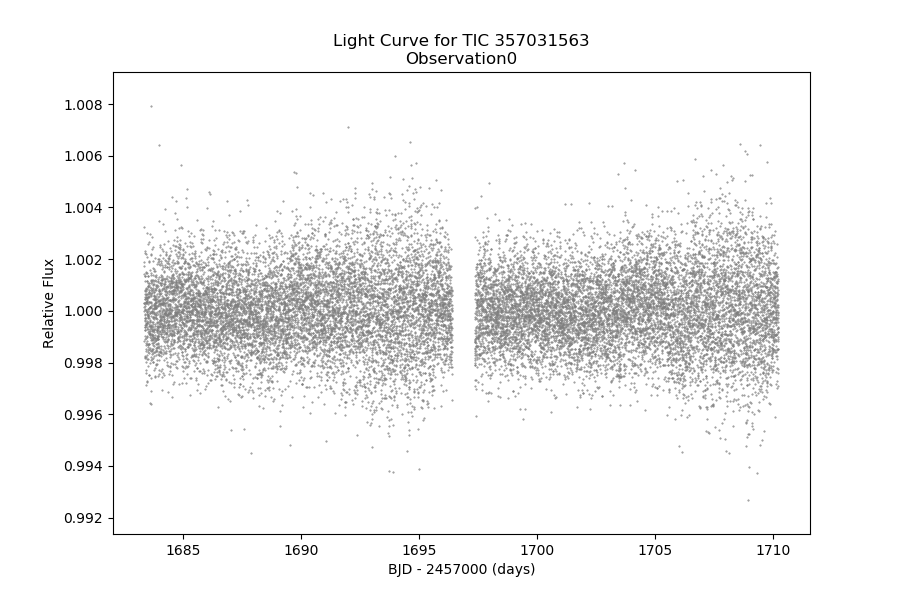 Light Curve for TIC 357031563
Observation0
1.008
1.006
1.004
1.002
1.000
0.998
0.996
0.994
0.992
Relative Flux
1685 1690 1695 1700 1705 1710
BJD - 2457000 (days)